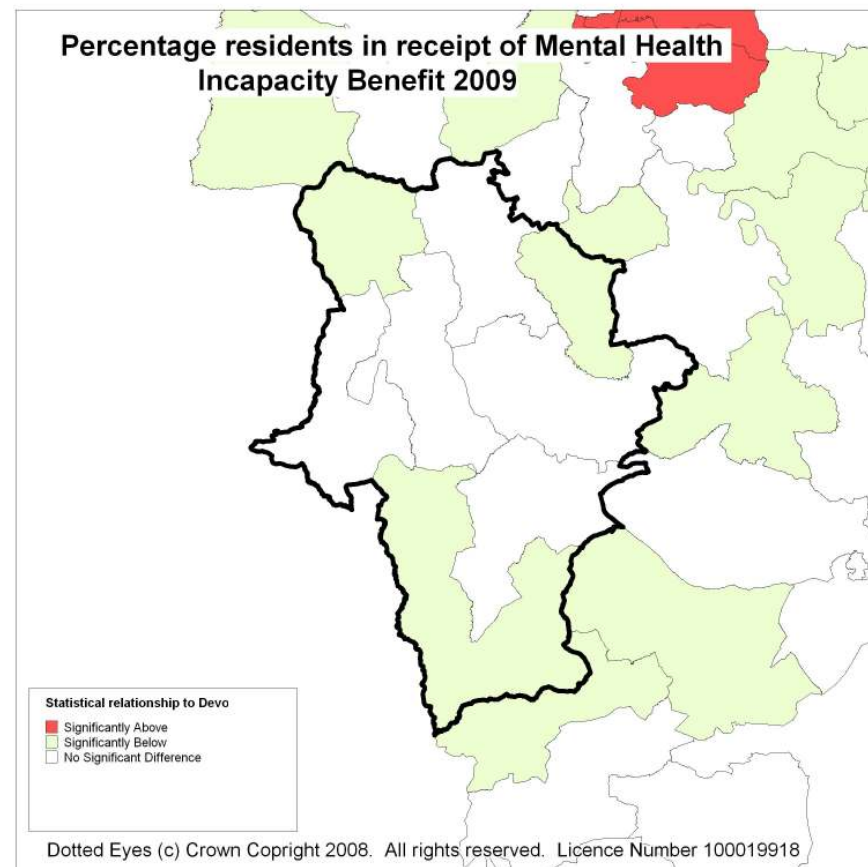 Percentage residents in receipt of Mental Health
Incapacity Benefit 2009
Statistical relationship to Devo
Significantly Above
Significantly Below
No Significant Difference
Dotted Eyes (c) Crown Copright 2008. All rights reserved. Licence Number 100019918